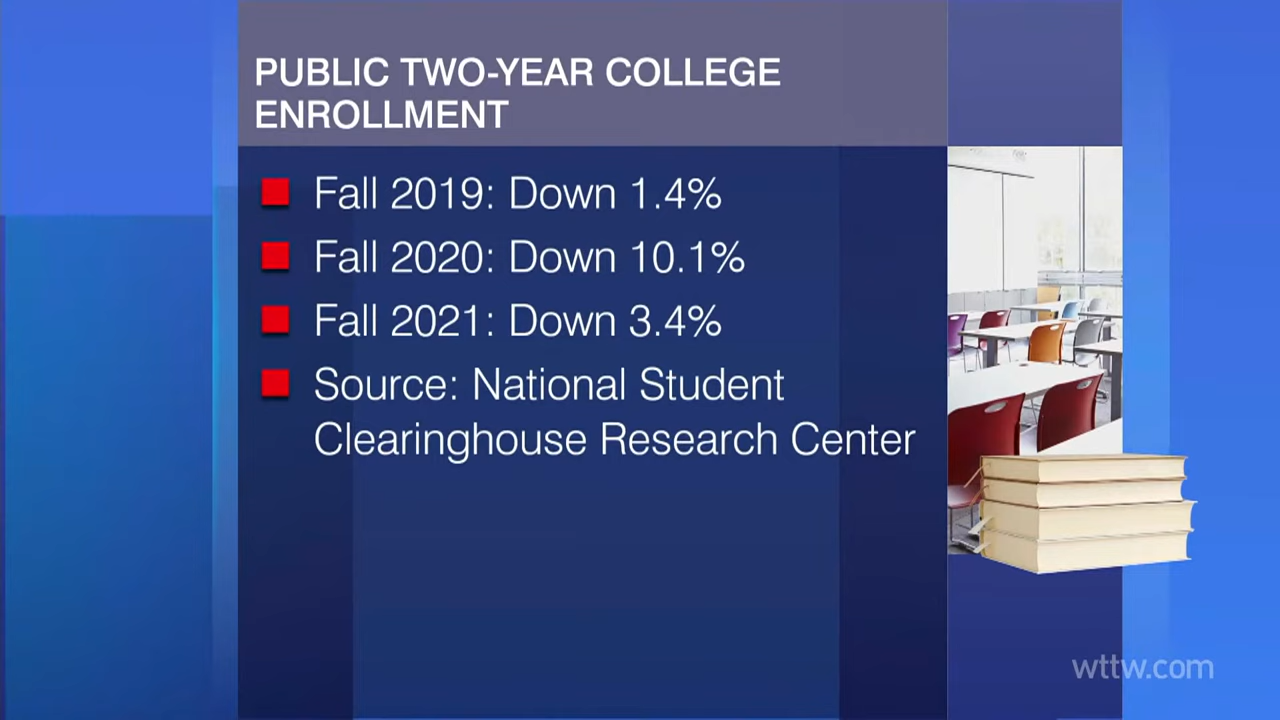 PUBLIC TWO-YEAR COLLEGE
ENROLLMENT
Fall 2019: Down 1.4%
Fall 2020: Down 10.1%
Fall 2021: Down 3.4%
Source: National Student
Clearinghouse Research Center
wttw.com